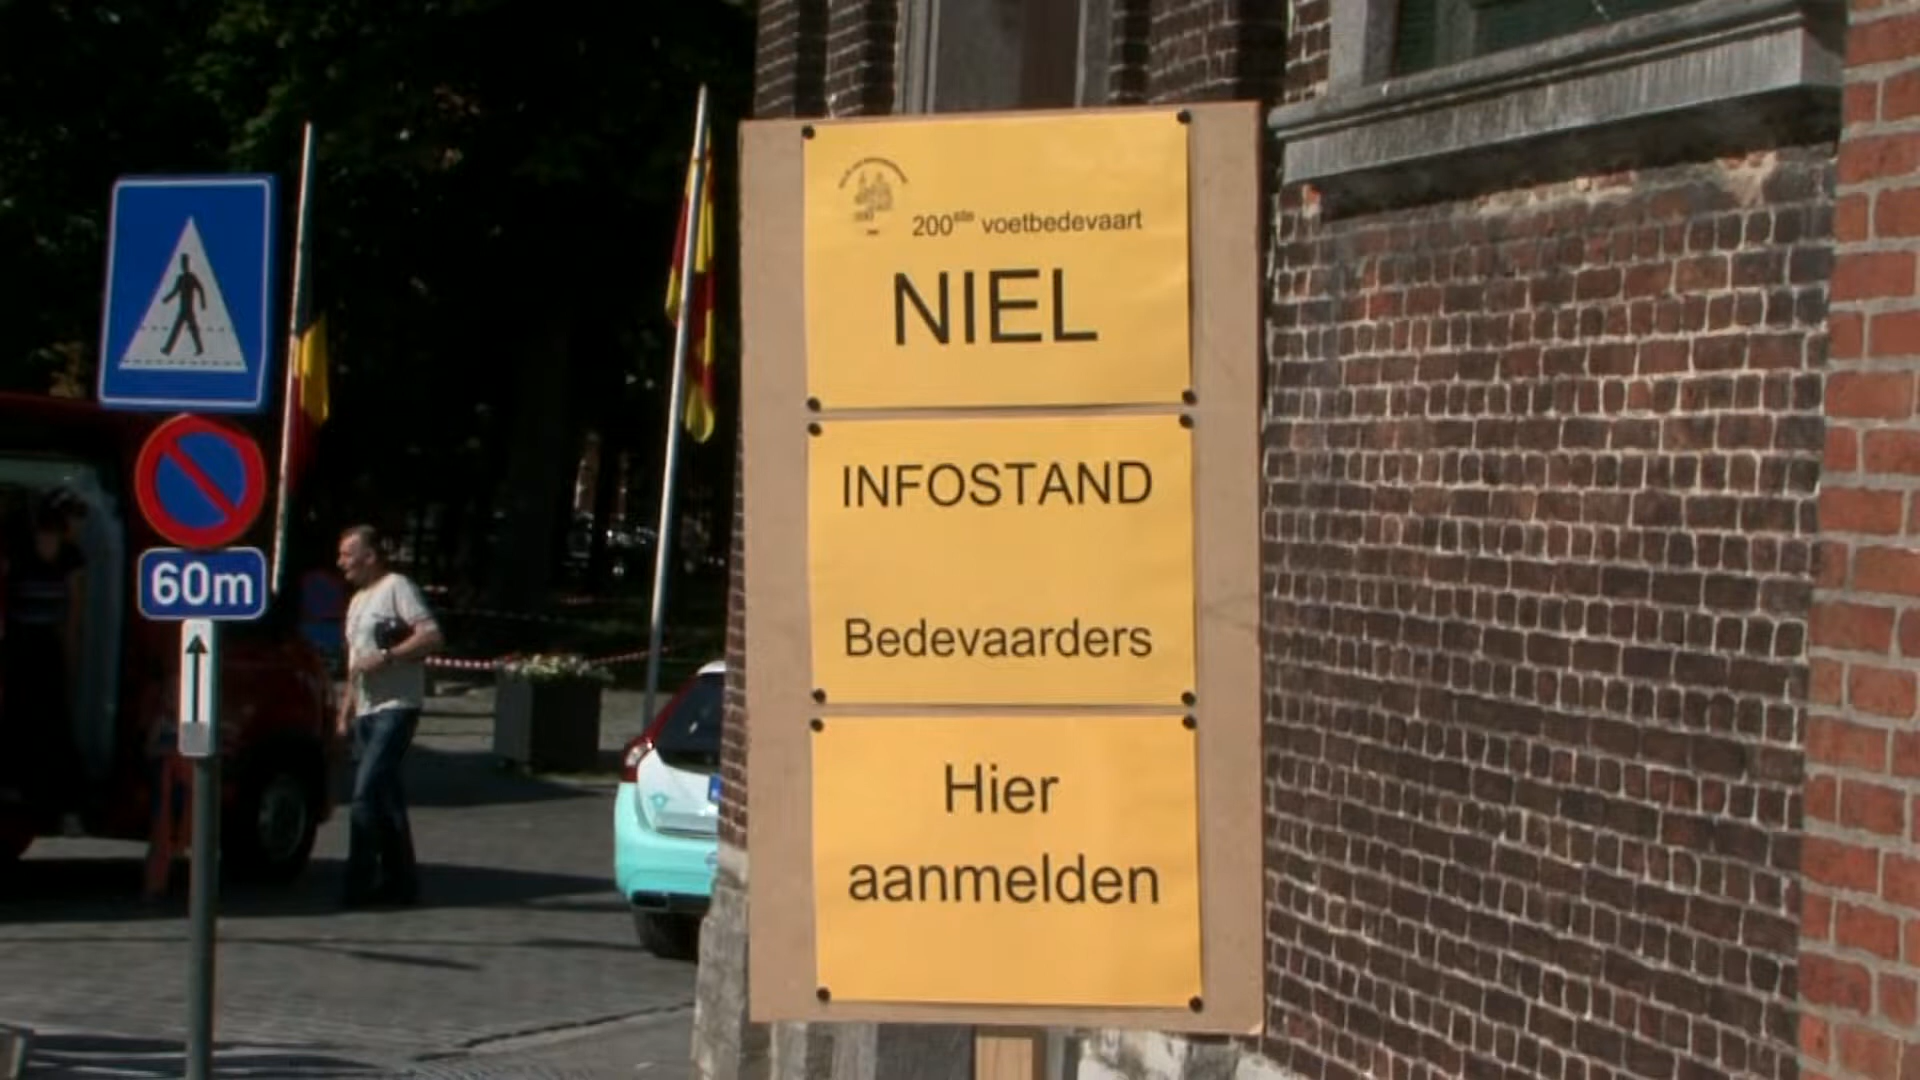 200ste voetbedevaart
NIEL
INFOSTAND
Bedevaarders
Hier
aanmelden
60m